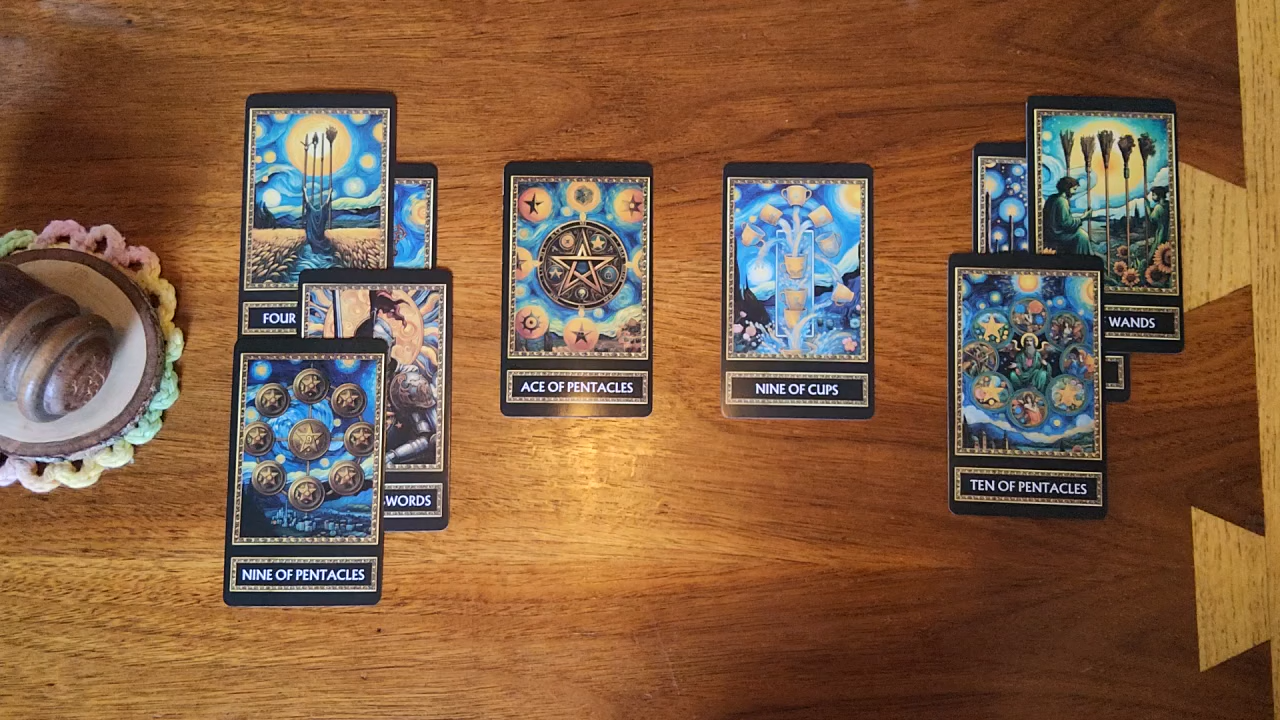 FOUR
SWORDS
NINE OF PENTACLES
ACE OF PENTACLES
NINE OF CUPS
WANDS
TEN OF PENTACLES